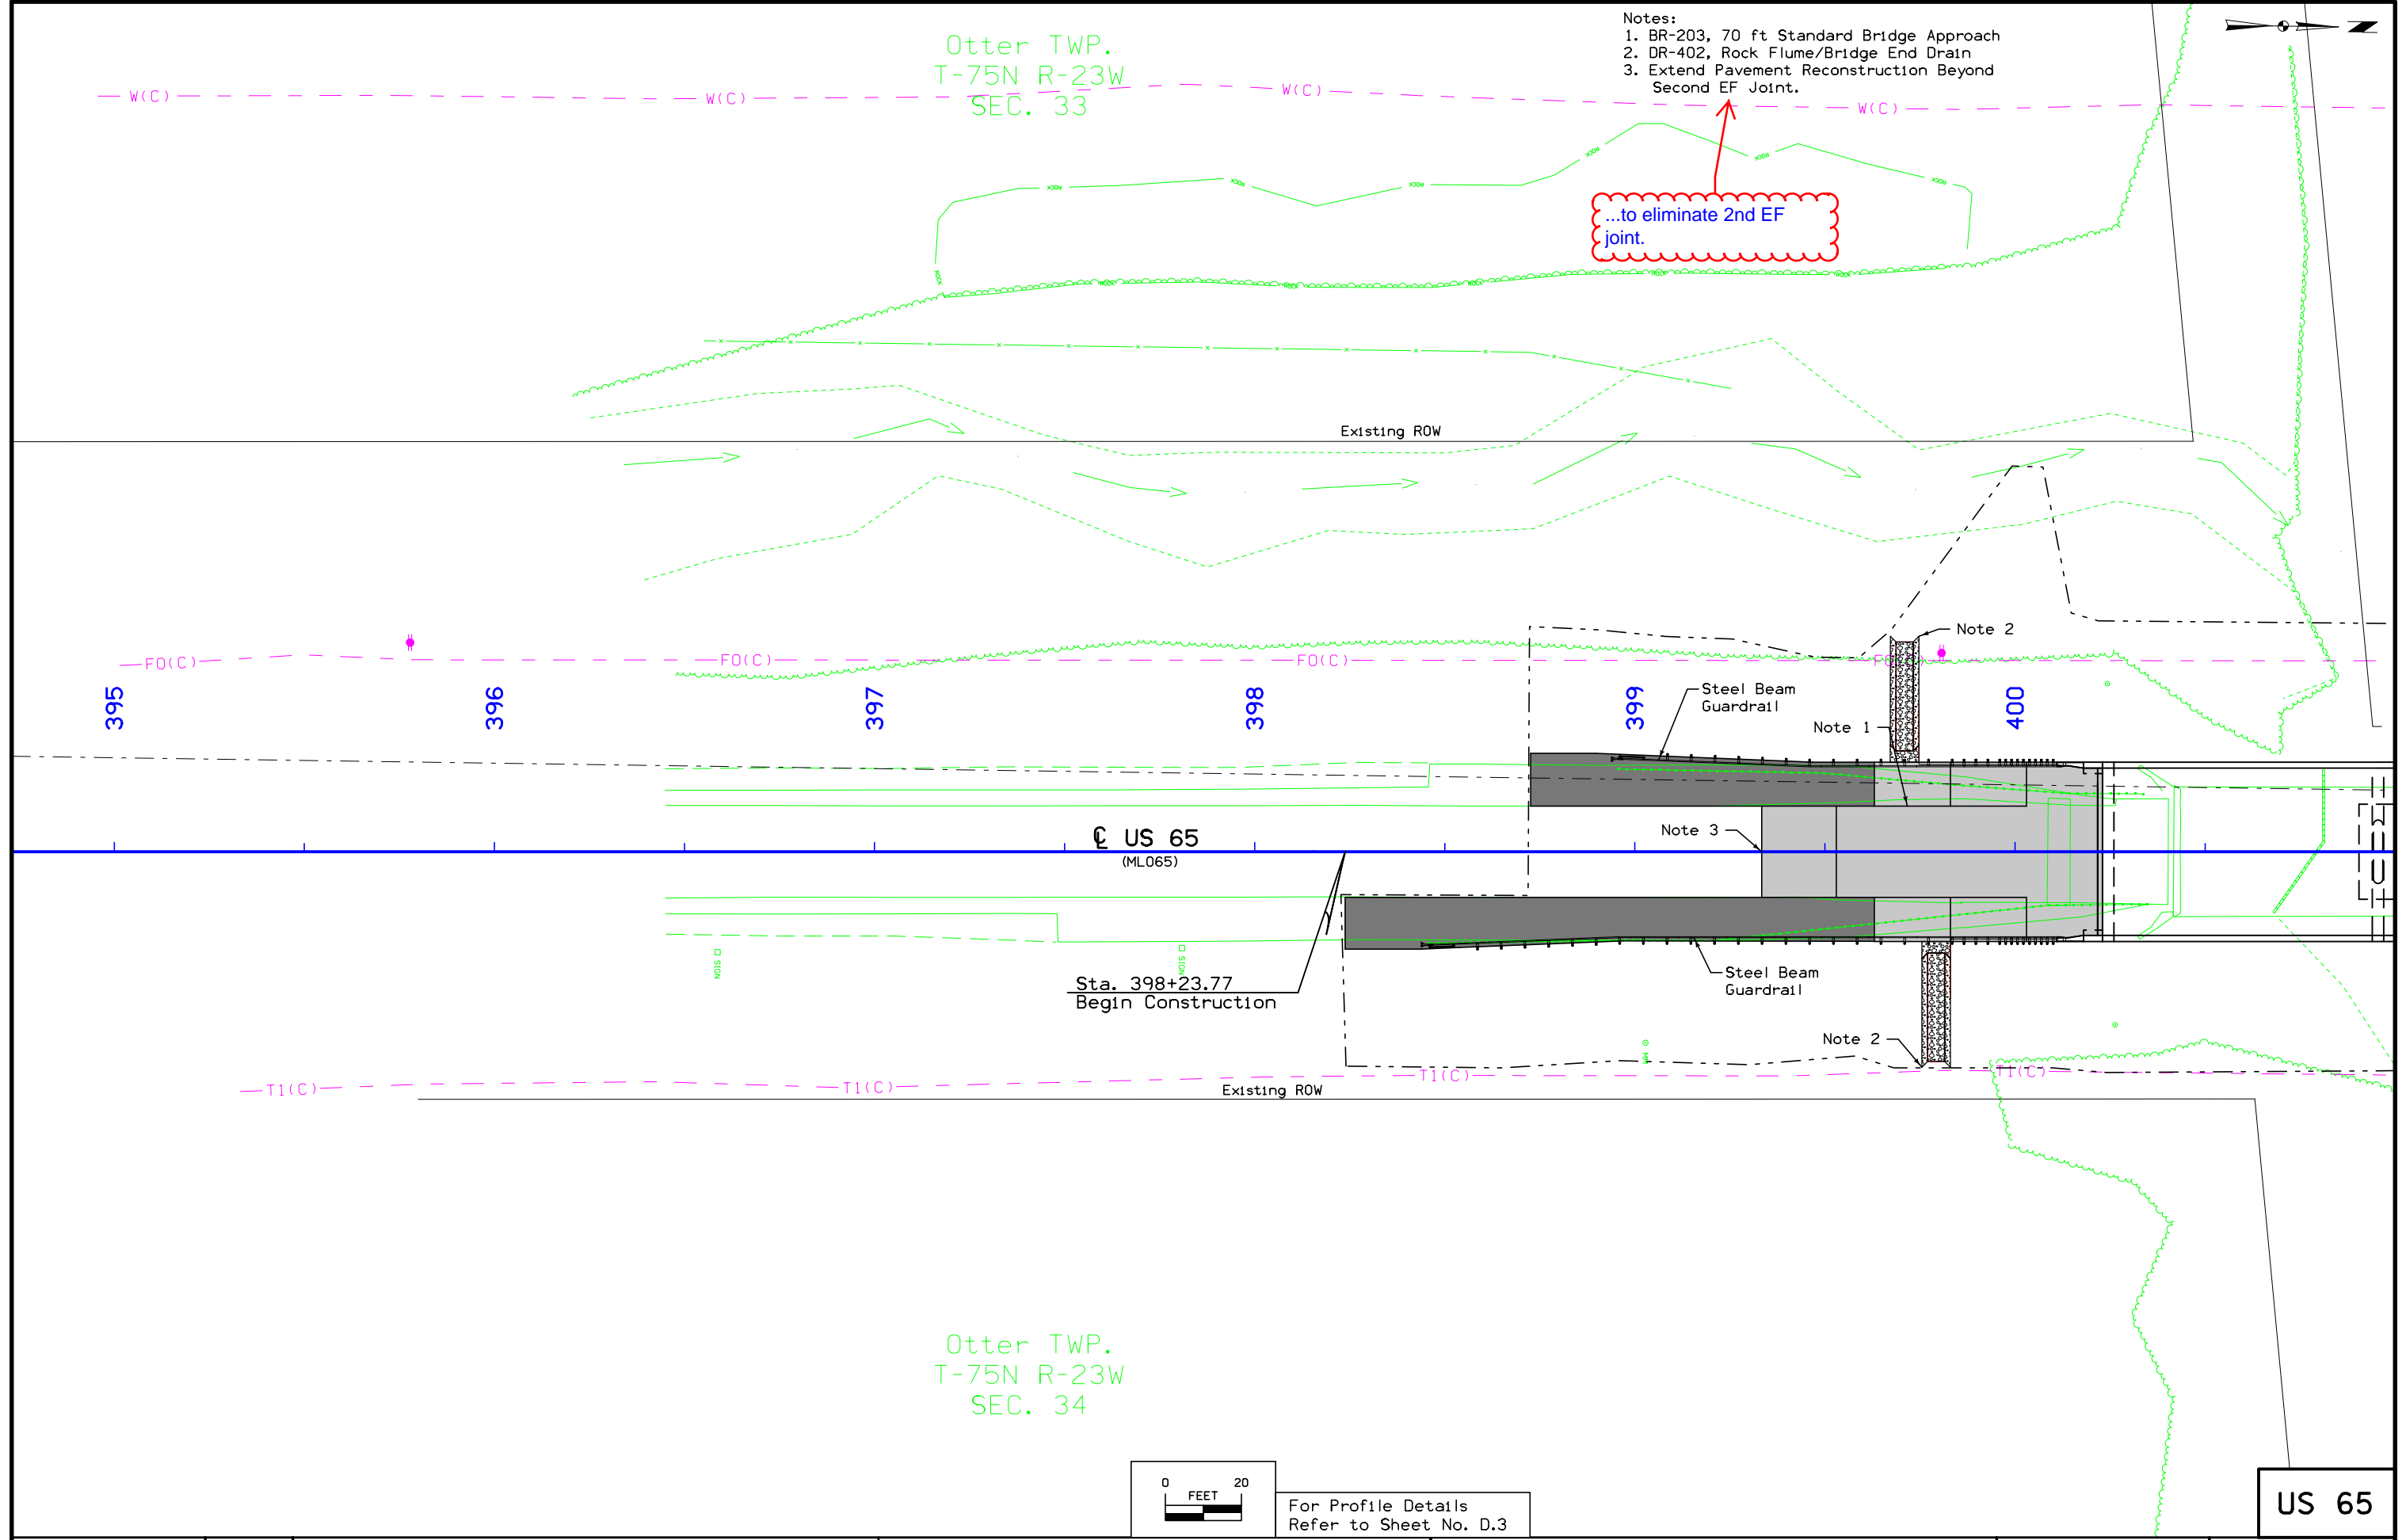 Notes:
1. BR-203, 70 ft Standard Bridge Approach
2. DR-402, Rock Flume/Bridge End Drain
3. Extend Pavement Reconstruction Beyond
Second EF Joint.
N
Otter TWP.
T-75N R-23W
SEC. 33
W(C)
W(C)
W(C)
W(C)
...to eliminate 2nd EF
joint.
Existing ROW
Note 2
FO(C)
FO(C)
FO(C)
395
396
397
398
399
400
Steel Beam
Guardrail
Note 1
℄ US 65
(ML065)
Note 3
SIGN
SIGN
Sta. 398+23.77
Begin Construction
Steel Beam
Guardrail
Note 2
T1(C)
T1(C)
T1(C)
T1(C)
Existing ROW
Otter TWP.
T-75N R-23W
SEC. 34
0 20
FEET
For Profile Details
Refer to Sheet No. D.3
US 65